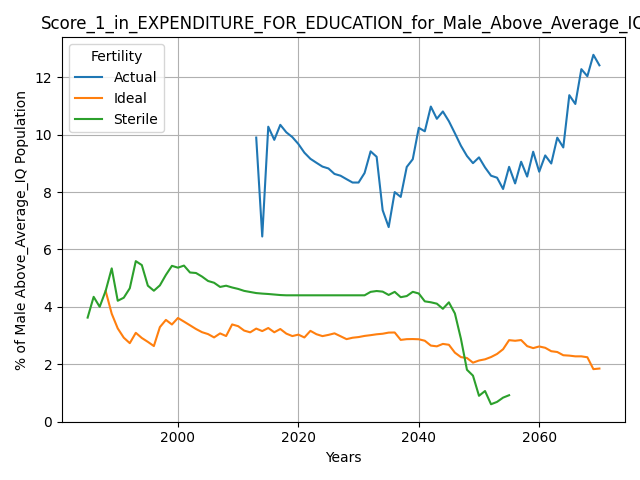 Score_1_in_EXPENDITURE_FOR_EDUCATION_for_Male_Above_Average_IQ
Fertility
Actual
Ideal
Sterile
% of Male Above_Average_IQ Population
12
10
8
6
4
2
0
2000
2020
2040
2060
Years